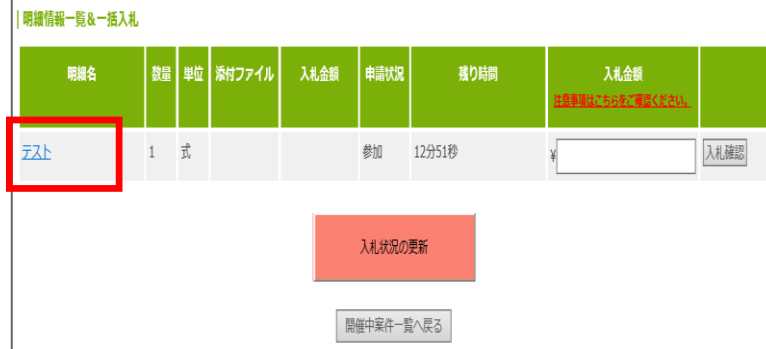 明細情報一覧&一括入札
明細名 数量 単位 添付ファイル 入札金額 申請状況 残り時間 入札金額
注意事項はこちらをご確認ください。
テスト 1 式 参加 12分51秒 ¥ 入札確認
入札状況の更新
開催中案件一覧へ戻る